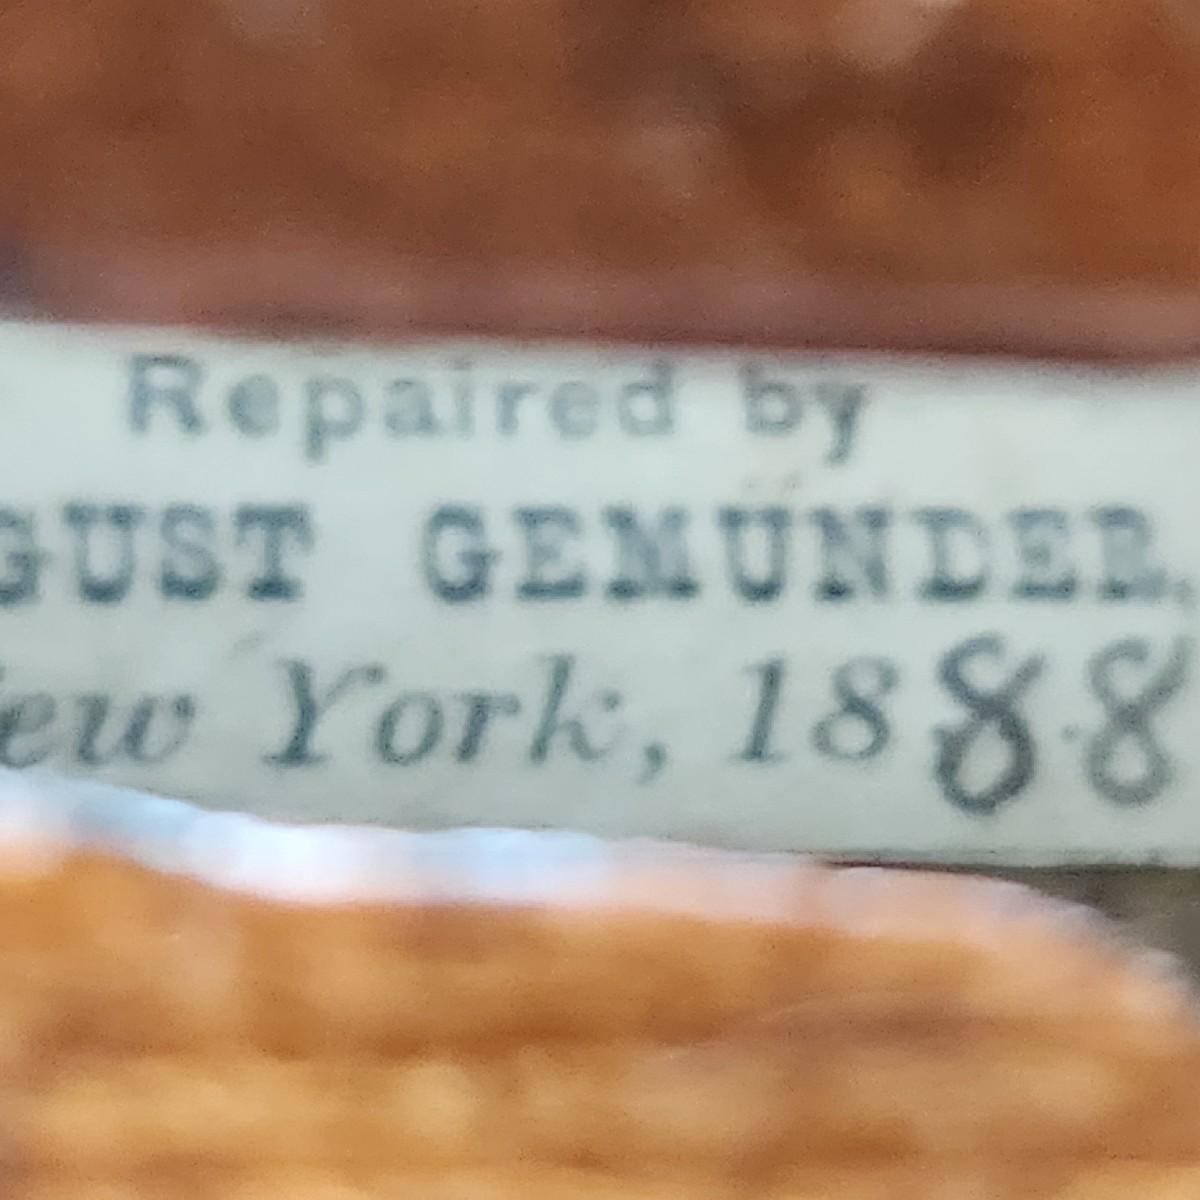 Repaired by
GUST GEMÜNDER,
ew York, 1888